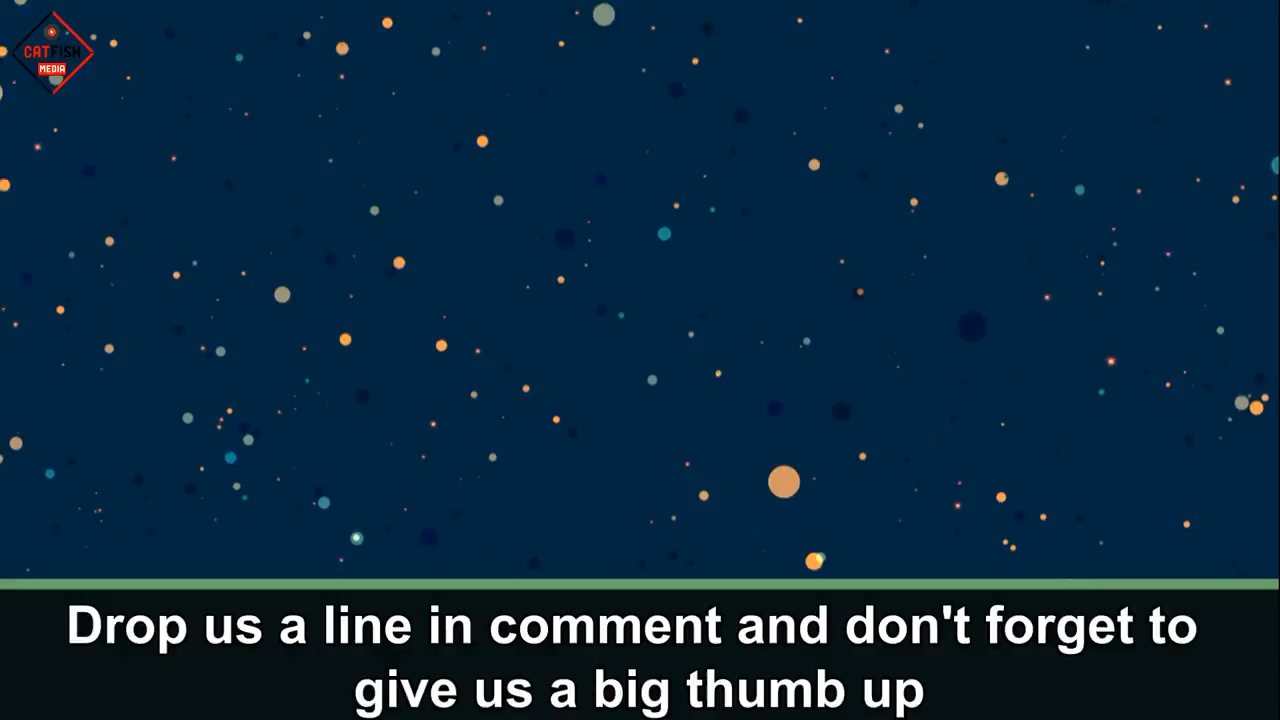 CATFISH
MEDIA
Drop us a line in comment and don't forget to
give us a big thumb up